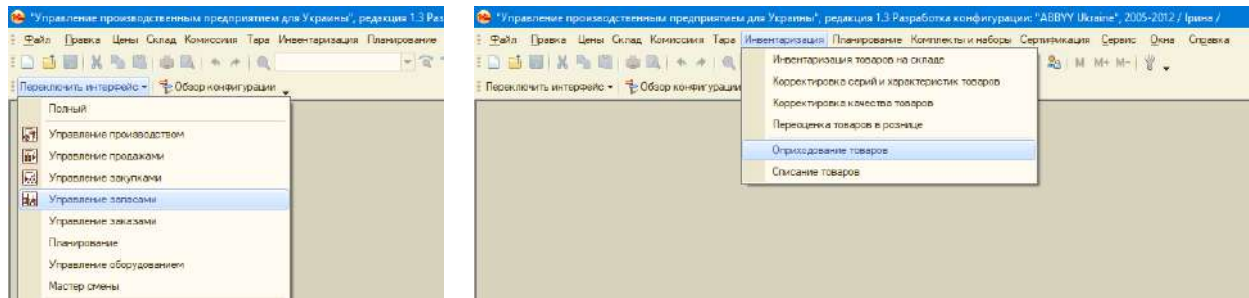 "Управление производственным предприятием для Украины", редакция 1.3 Раз
Файл Правка Цены Склад Комиссия Тара Инвентаризация Планирование
Переключить интерфейс Обзор конфигурации
Полный
Управление производством
Управление продажами
Управление закупками
Управление запасами
Управление заказами
Планирование
Управление оборудованием
Мастер смены
"Управление производственным предприятием для Украины", редакция 1.3 Разработка конфигурации: "ABBYY Ukraine", 2005-2012 / Ірина /
Файл Правка Цены Склад Комиссия Тара Инвентаризация Планирование Комплекты и наборы Сертификация Сервис Окна Справка
M M+ M-
Переключить интерфейс Обзор конфигурации
Инвентаризация товаров на складе
Корректировка серий и характеристик товаров
Корректировка качества товаров
Переоценка товаров в рознице
Оприходование товаров
Списание товаров